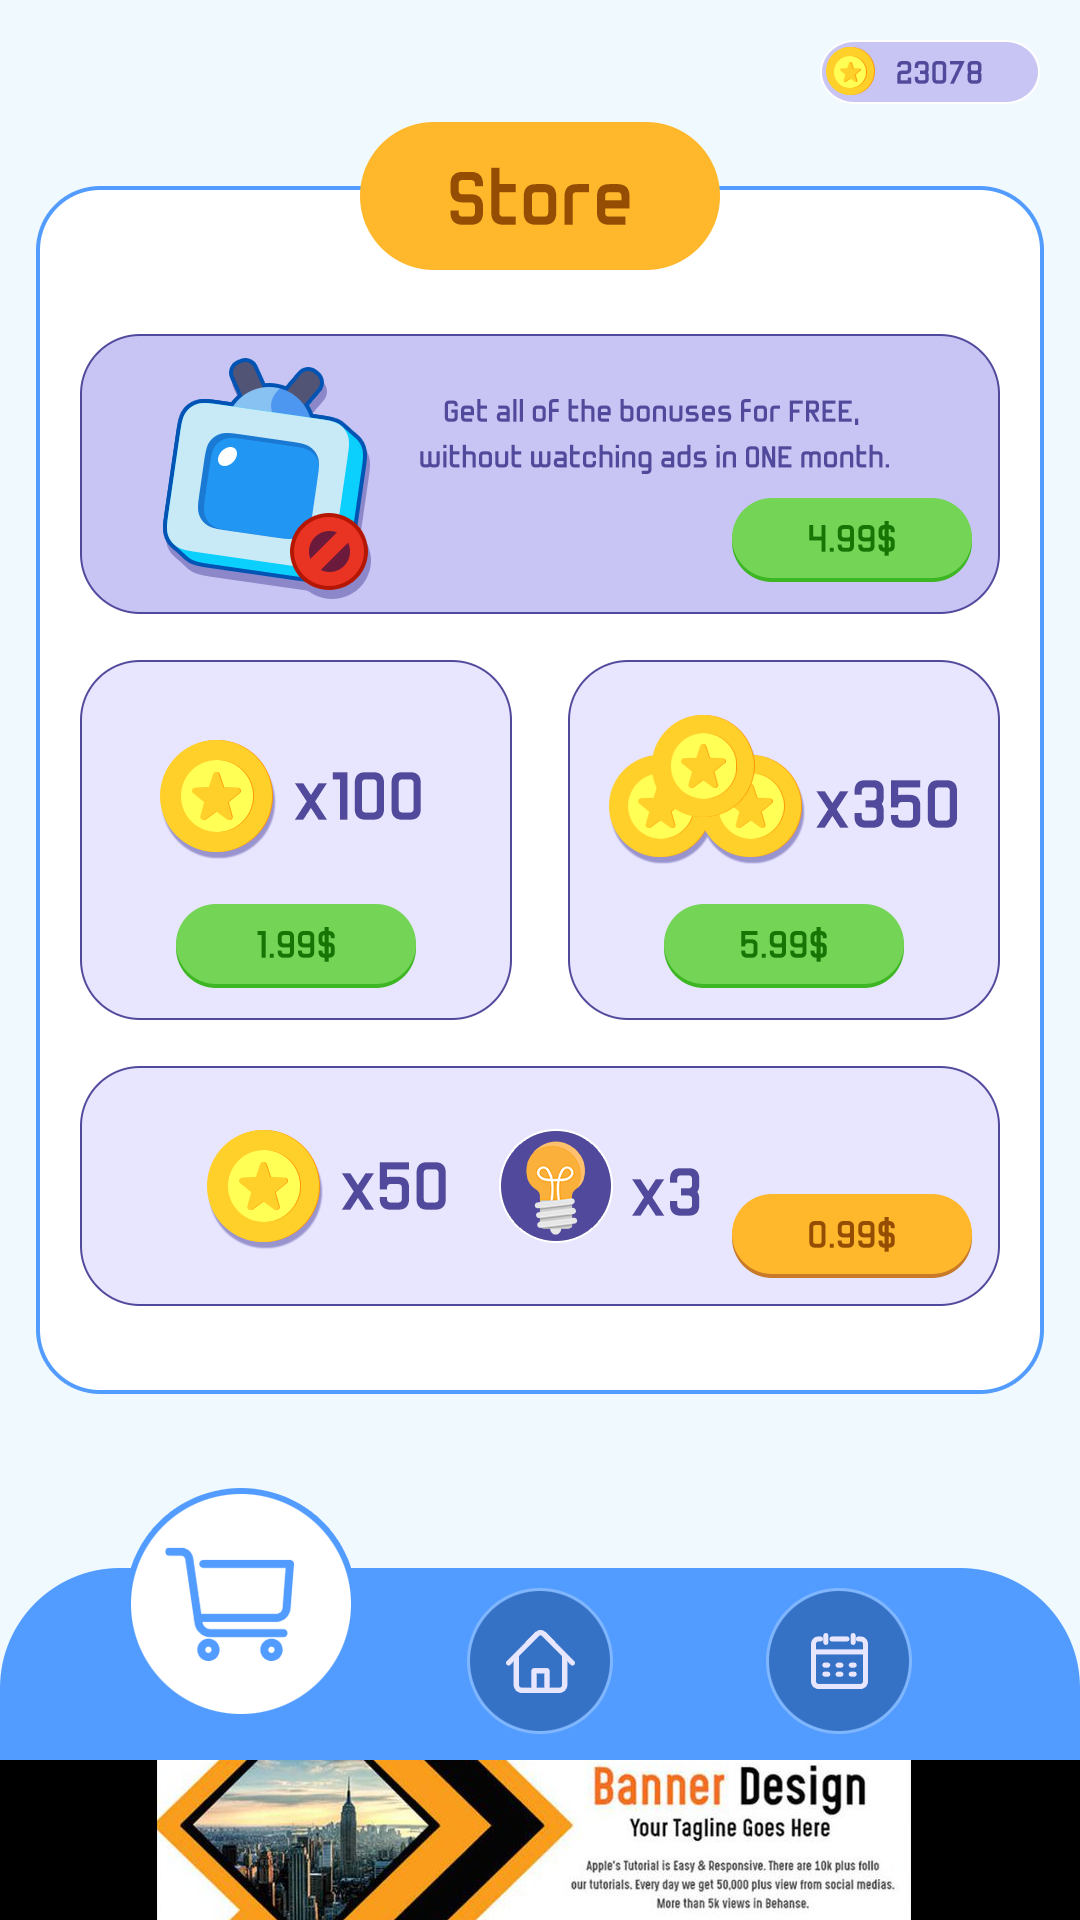 23078
Store
Get all of the bonuses for FREE,
without watching ads in ONE month.
4.99$
x100
x350
1.99$
5.99$
x50
x3
0.99$
Banner Design
Your Tagline Goes Here
Apple's Tutorial is Easy & Responsive. There are 10k plus follo
our tutorials. Every day we get 50,000 plus view from social medias.
More than 5k views in Behanse.